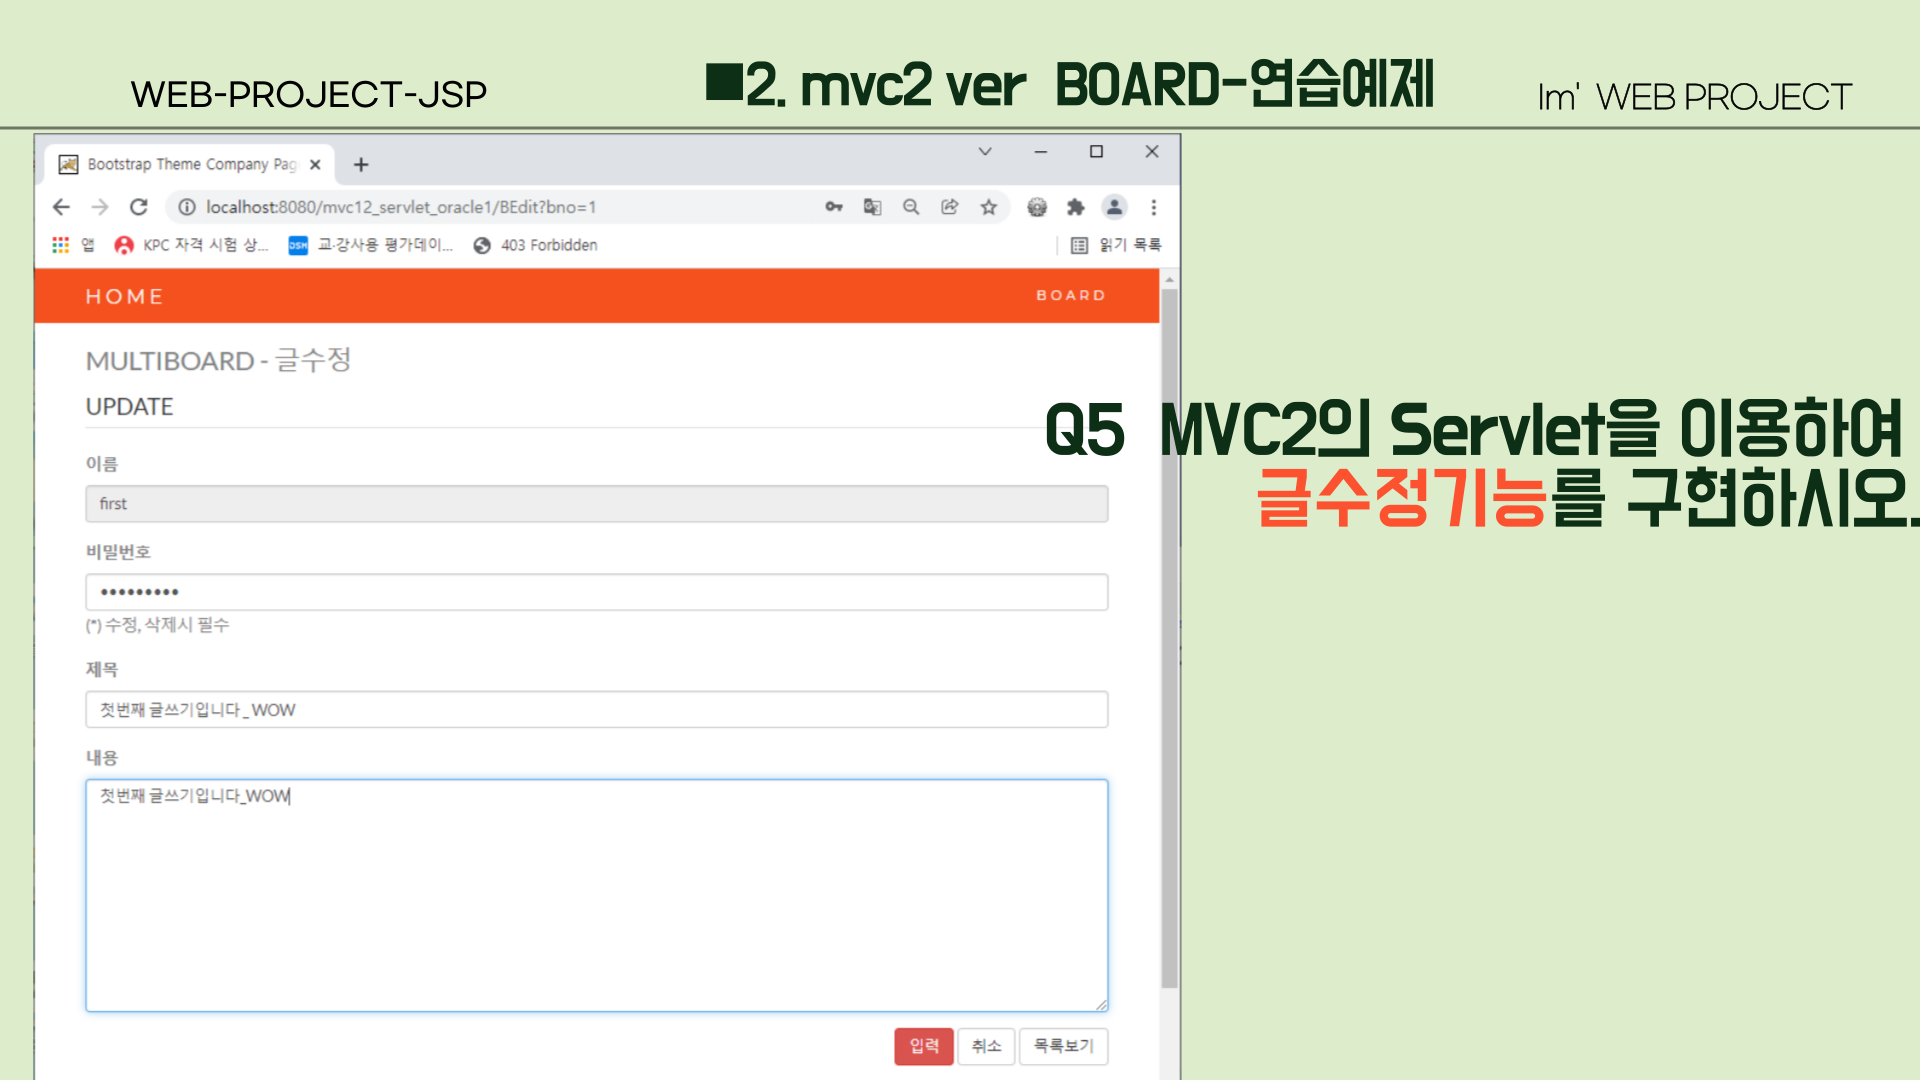 WEB-PROJECT-JSP
■2. mvc2 ver BOARD-연습예제
Im' WEB PROJECT
Bootstrap Theme Company Pag
localhost:8080/mvc12_servlet_oracle1/BEdit?bno=1
앱
KPC 자격 시험 상...
DSM
교·강사용 평가데이...
403 Forbidden
읽기 목록
HOME
BOARD
MULTIBOARD - 글수정
UPDATE
Q5 MVC2의 Servlet을 이용하여
글수정기능를 구현하시오.
이름
first
비밀번호
•••••••••
(*) 수정, 삭제시 필수
제목
첫번째 글쓰기입니다_ WOW
내용
첫번째 글쓰기입니다_WOW
입력
취소
목록보기